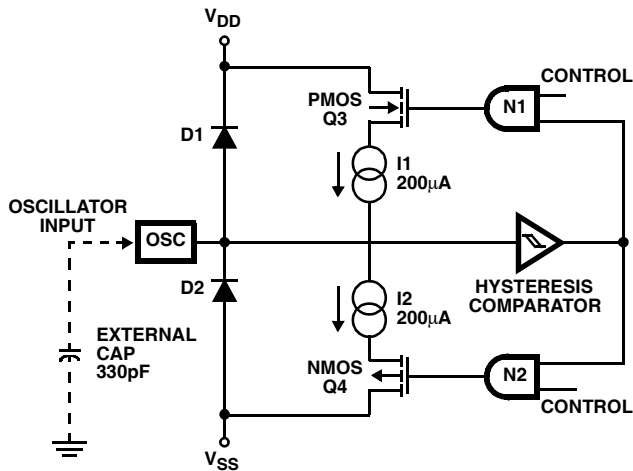 VDD
CONTROL
PMOS
Q3
N1
D1
I1
200μA
OSCILLATOR
INPUT
OSC
D2
HYSTERESIS
COMPARATOR
I2
200μA
EXTERNAL
CAP
330pF
NMOS
Q4
N2
CONTROL
VSS